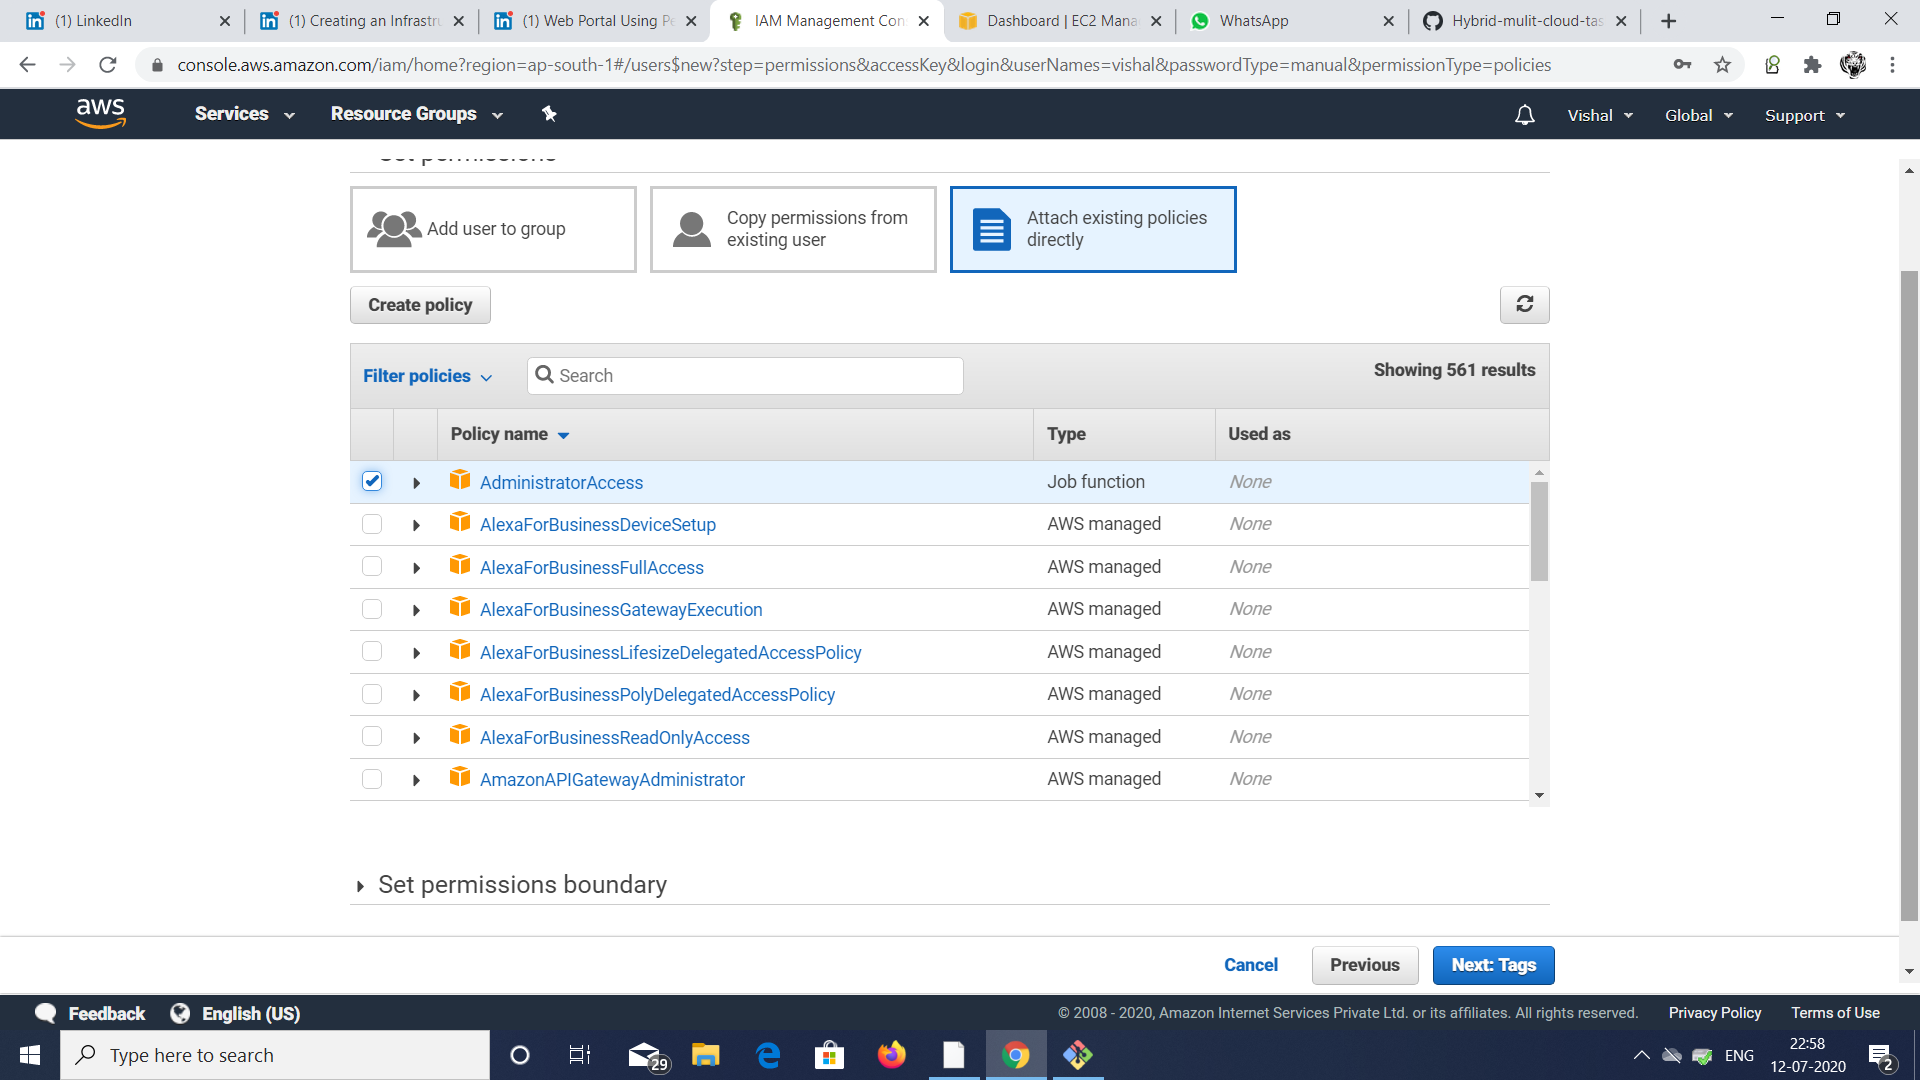 (1) LinkedIn
(1) Creating an Infrastru
(1) Web Portal Using Pe
IAM Management Con
Dashboard | EC2 Mana
WhatsApp
Hybrid-mulit-cloud-tas
console.aws.amazon.com/iam/home?region=ap-south-1#/users$new?step=permissions&accessKey&login&userNames=vishal&passwordType=manual&permissionType=policies
aws
Services
Resource Groups
Vishal
Global
Support
Set permissions
Add user to group
Copy permissions from
existing user
Attach existing policies
directly
Create policy
Filter policies
Search
Showing 561 results
Policy name
Type
Used as
AdministratorAccess Job function None
AlexaForBusinessDeviceSetup AWS managed None
AlexaForBusinessFullAccess AWS managed None
AlexaForBusinessGatewayExecution AWS managed None
AlexaForBusinessLifesizeDelegatedAccessPolicy AWS managed None
AlexaForBusinessPolyDelegatedAccessPolicy AWS managed None
AlexaForBusinessReadOnlyAccess AWS managed None
AmazonAPIGatewayAdministrator AWS managed None
Set permissions boundary
Cancel
Previous
Next: Tags
Feedback
English (US)
© 2008 - 2020, Amazon Internet Services Private Ltd. or its affiliates. All rights reserved.
Privacy Policy
Terms of Use
Type here to search
29
ENG
22:58
12-07-2020
2